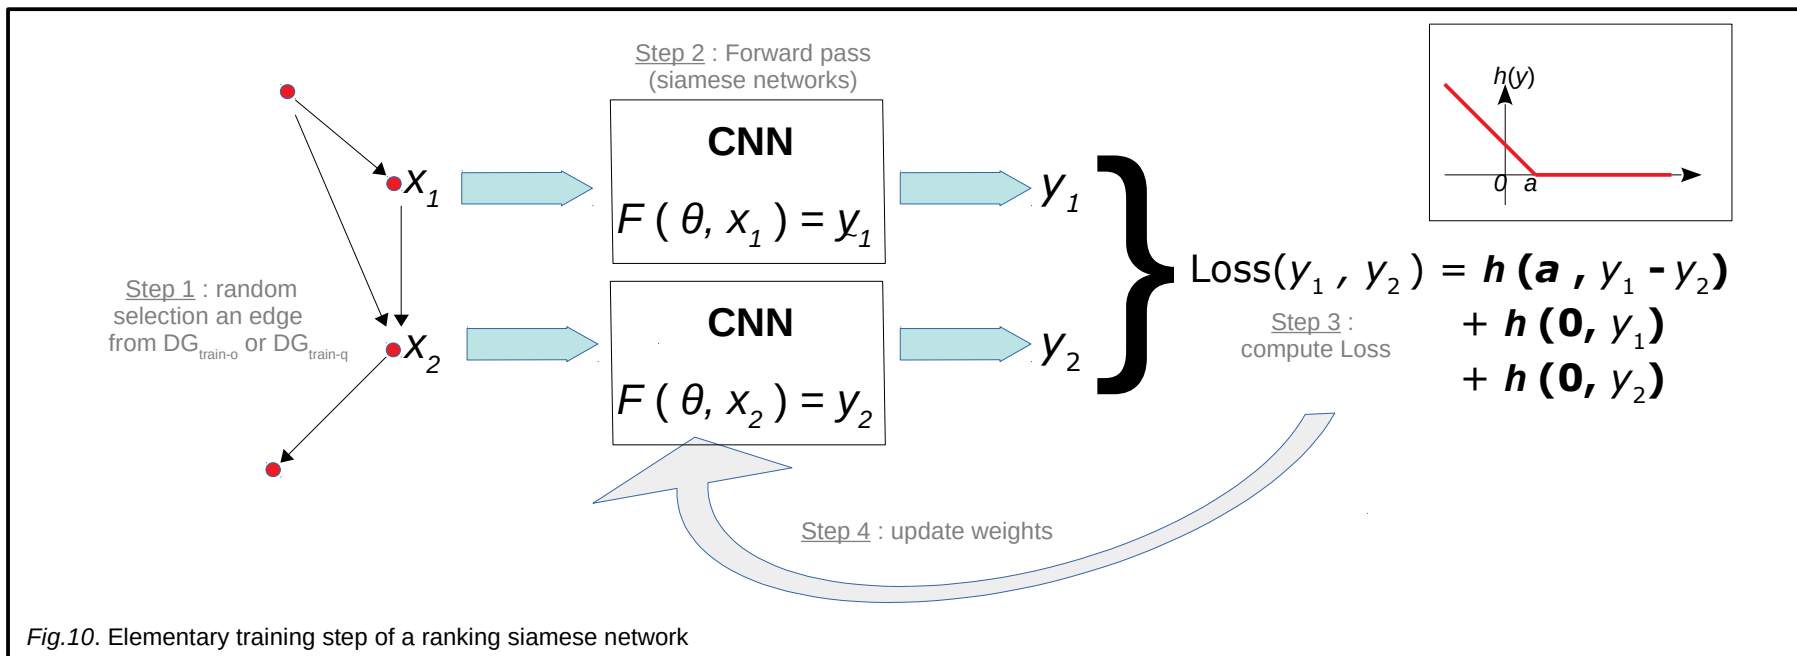 Step 2 : Forward pass
(siamese networks)
h(y)
0 a
CNN
x1
F ( θ, x1 ) = y1
y1
Step 1 : random
selection an edge
from DGtrain-o or DGtrain-q
x2
CNN
F ( θ, x2 ) = y2
y2
}
Loss(y1 , y2 ) = h (a , y1 - y2)
+ h (0, y1)
+ h (0, y2)
Step 3 :
compute Loss
Step 4 : update weights
Fig.10. Elementary training step of a ranking siamese network